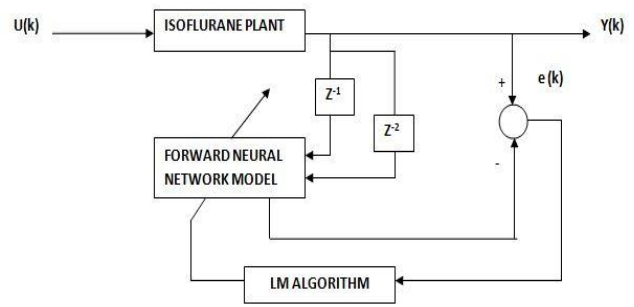 U(k)
ISOFLURANE PLANT
Y(k)
Z-1
+
e (k)
Z-2
FORWARD NEURAL
NETWORK MODEL
-
LM ALGORITHM